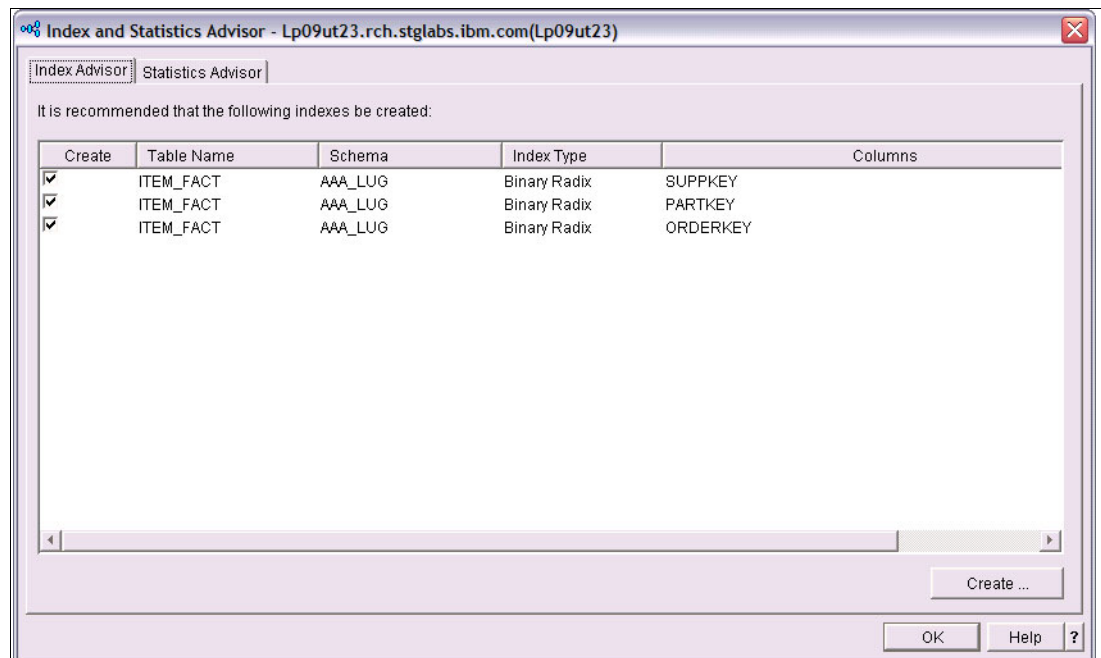 Index and Statistics Advisor - Lp09ut23.rch.stglabs.ibm.com(Lp09ut23)
Index Advisor Statistics Advisor
It is recommended that the following indexes be created:
Create Table Name Schema Index Type Columns
ITEM_FACT AAA_LUG Binary Radix SUPPKEY
ITEM_FACT AAA_LUG Binary Radix PARTKEY
ITEM_FACT AAA_LUG Binary Radix ORDERKEY
Create ...
OK Help ?